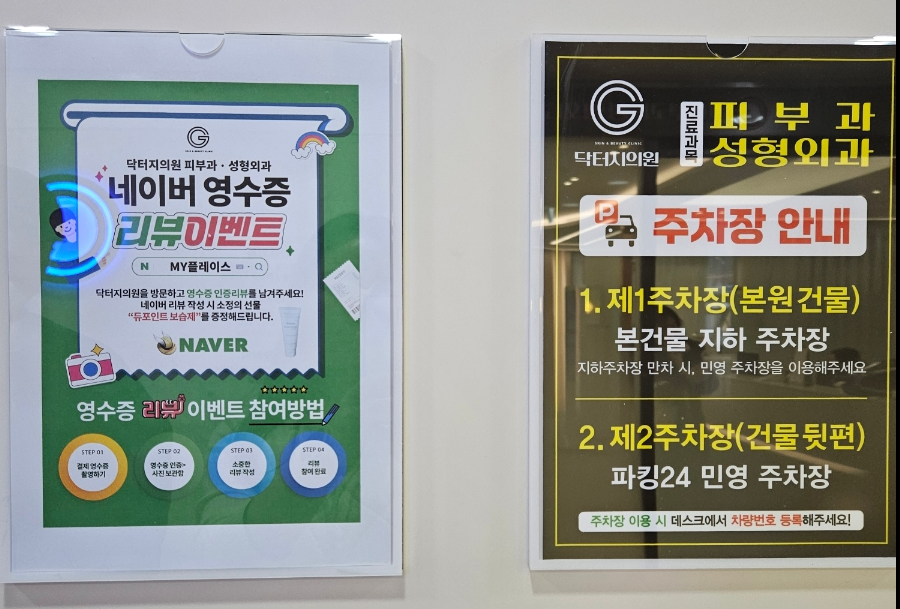 SKIN & BEAUTY CLINIC
닥터지의원 피부과 · 성형외과
네이버 영수증
리뷰이벤트
N MY플레이스
닥터지의원을 방문하고 영수증 인증리뷰를 남겨주세요!
네이버 리뷰 작성 시 소정의 선물
"듀포인트 보습제"를 증정해드립니다.
NAVER
영수증 리뷰 이벤트 참여방법
STEP 01
결제 영수증
촬영하기
STEP 02
영수증 인증>
사진 보관함
STEP 03
소중한
리뷰 작성
STEP 04
리뷰
참여 완료
G
SKIN & BEAUTY CLINIC
닥터지의원
진료과목
피부과
성형외과
P 주차장 안내
1. 제1주차장(본원건물)
본건물 지하 주차장
지하주차장 만차 시, 민영 주차장을 이용해주세요
2. 제2주차장(건물뒷편)
파킹24 민영 주차장
주차장 이용 시 데스크에서 차량번호 등록해주세요!